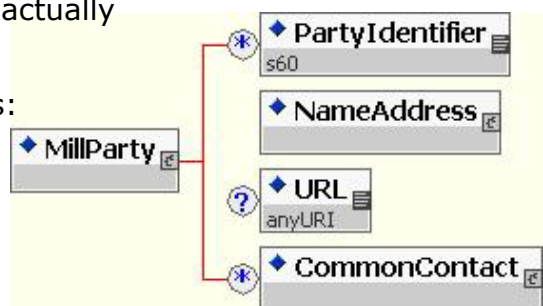 actually
s:
MillParty
* PartyIdentifier
s60
NameAddress
? URL
anyURI
* CommonContact